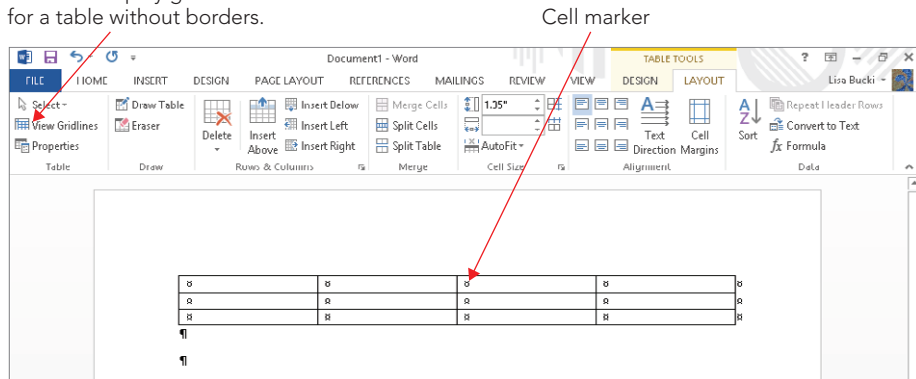 for a table without borders.
Cell marker
Document1 - Word
TABLE TOOLS
?
FILE HOME INSERT DESIGN PAGE LAYOUT REFERENCES MAILINGS REVIEW VIEW DESIGN LAYOUT Lisa Bucki
Select Draw Table Insert Below Merge Cells 1.35" Repeat Header Rows
View Gridlines Eraser Insert Left Split Cells Convert to Text
Properties Delete Insert Above Insert Right Split Table AutoFit Text Direction Cell Margins Sort Formula
Table Draw Rows & Columns Merge Cell Size Alignment Data
¤ ¤ ¤ ¤ ¤
¤ ¤ ¤ ¤ ¤
¤ ¤ ¤ ¤ ¤
¶
¶